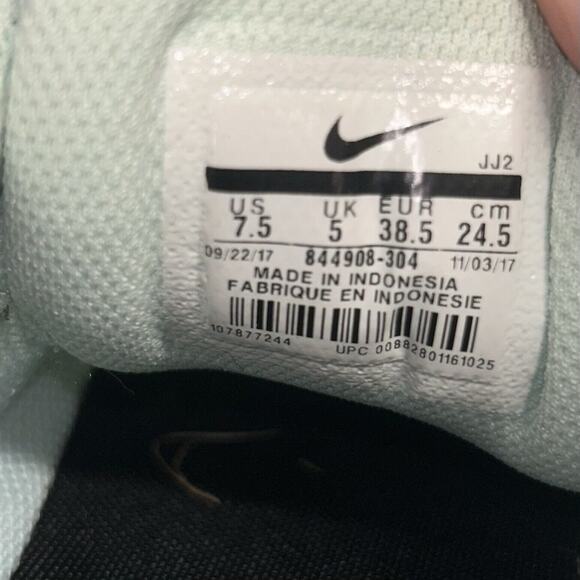 JJ2
US UK EUR cm
7.5 5 38.5 24.5
09/22/17 844908-304 11/03/17
MADE IN INDONESIA
FABRIQUE EN INDONESIE
107877244 UPC 00882801161025